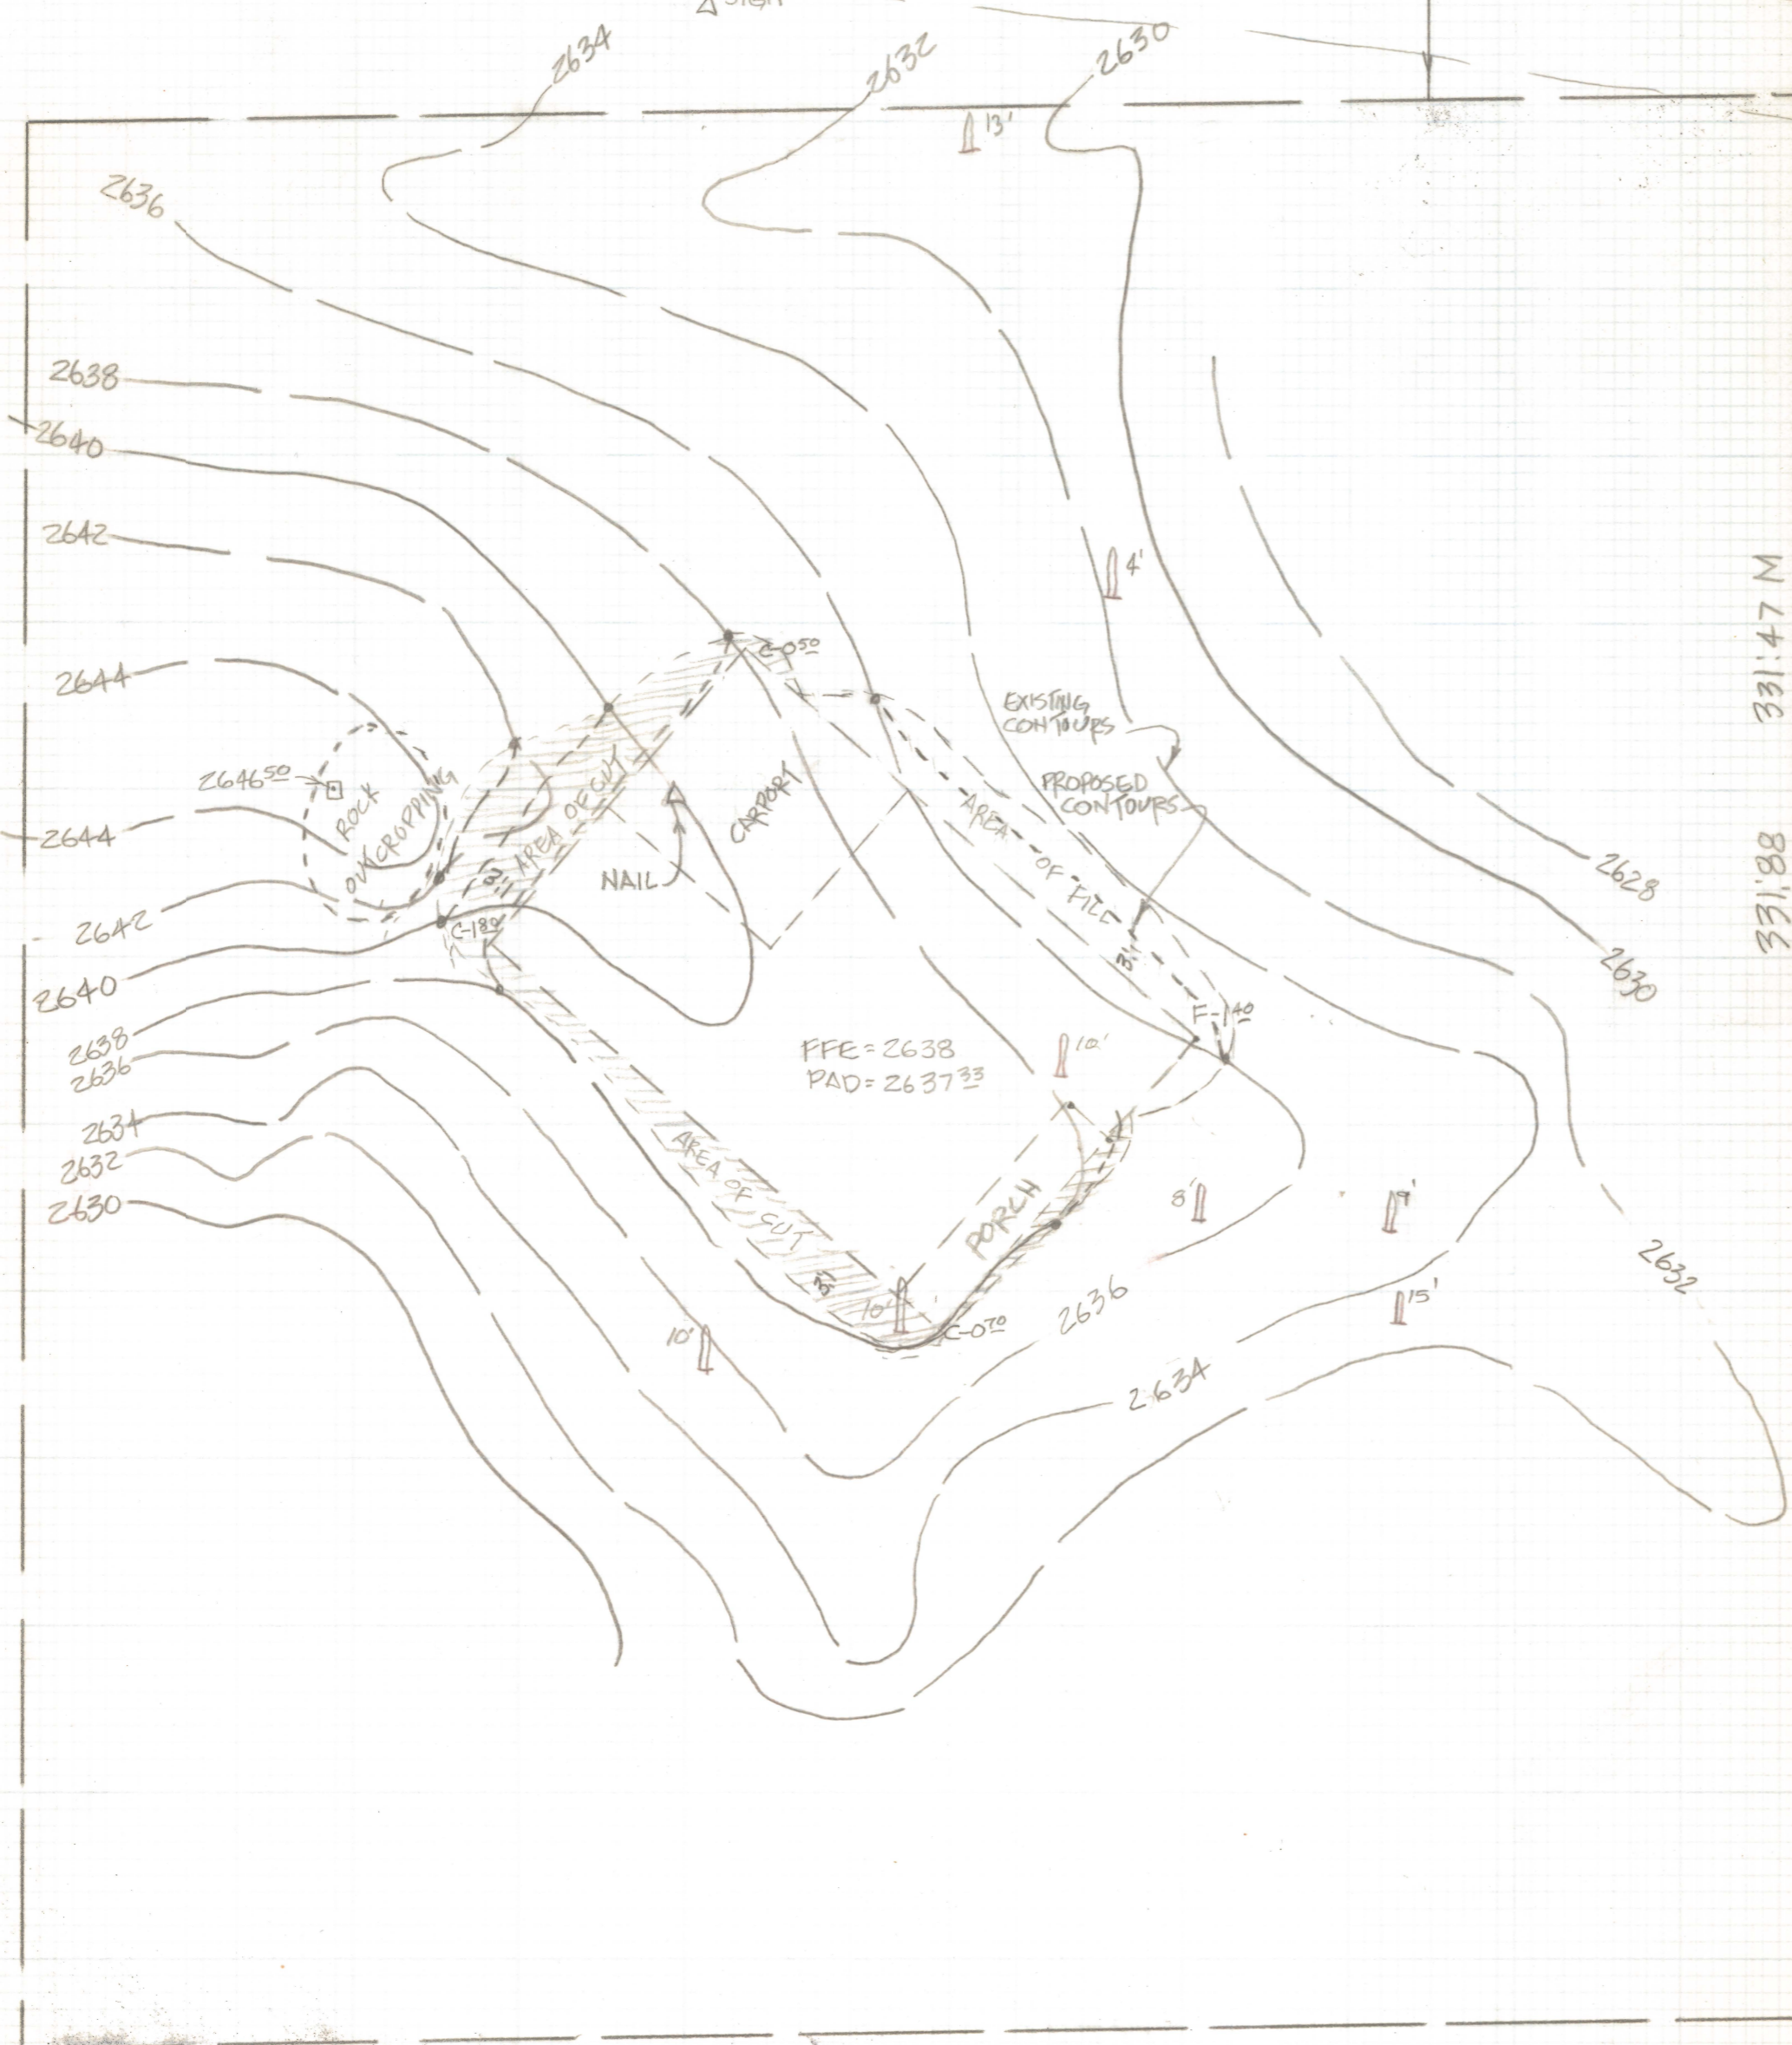 SIGN
2634
2632
2630
13'
2636
2638
2640
2642
4'
2644
C-0 50
EXISTING
CONTOURS
2646 50
ROCK
OUTCROPPING
AREA OF CUT
3:1
CARPORT
PROPOSED
CONTOURS
AREA OF FILL
3:1
331.88 331.47 M
2644
NAIL
2628
2642
C-1 80
2640
2630
F-1 40
2638
2636
FFE = 2638
PAD = 2637 33
10'
2634
2632
2630
AREA OF CUT
3:1
PORCH
8'
9'
2632
10'
10'
C-0 70
2636
15'
2634